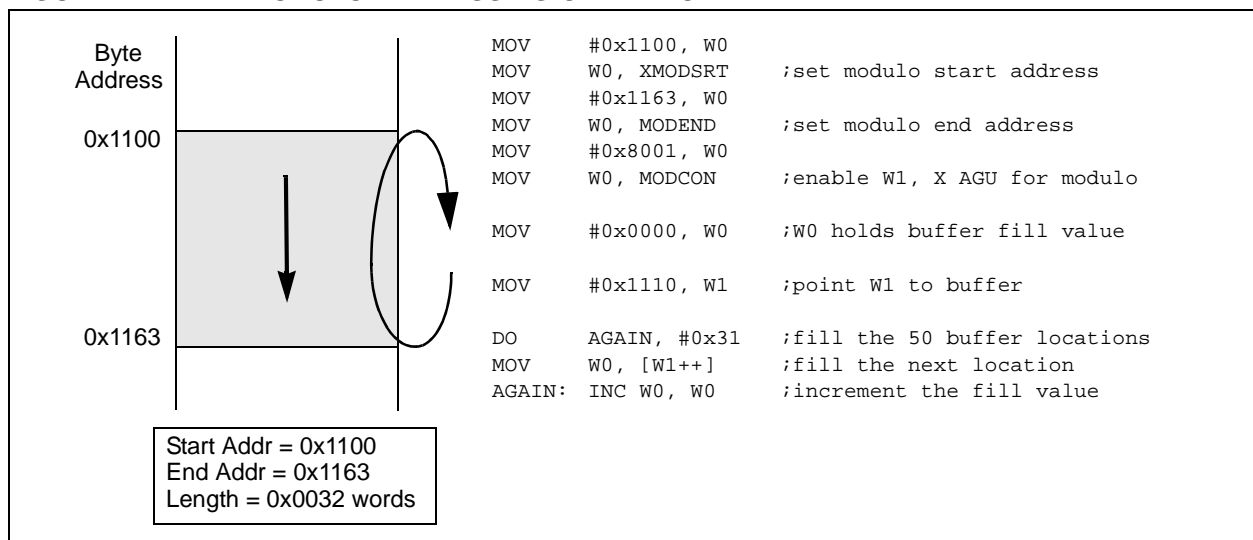 Byte
Address
0x1100
0x1163
MOV #0x1100, W0
MOV W0, XMODSRT ;set modulo start address
MOV #0x1163, W0
MOV W0, MODEND ;set modulo end address
MOV #0x8001, W0
MOV W0, MODCON ;enable W1, X AGU for modulo
MOV #0x0000, W0 ;W0 holds buffer fill value
MOV #0x1110, W1 ;point W1 to buffer
DO AGAIN, #0x31 ;fill the 50 buffer locations
MOV W0, [W1++] ;fill the next location
AGAIN: INC W0, W0 ;increment the fill value
Start Addr = 0x1100
End Addr = 0x1163
Length = 0x0032 words